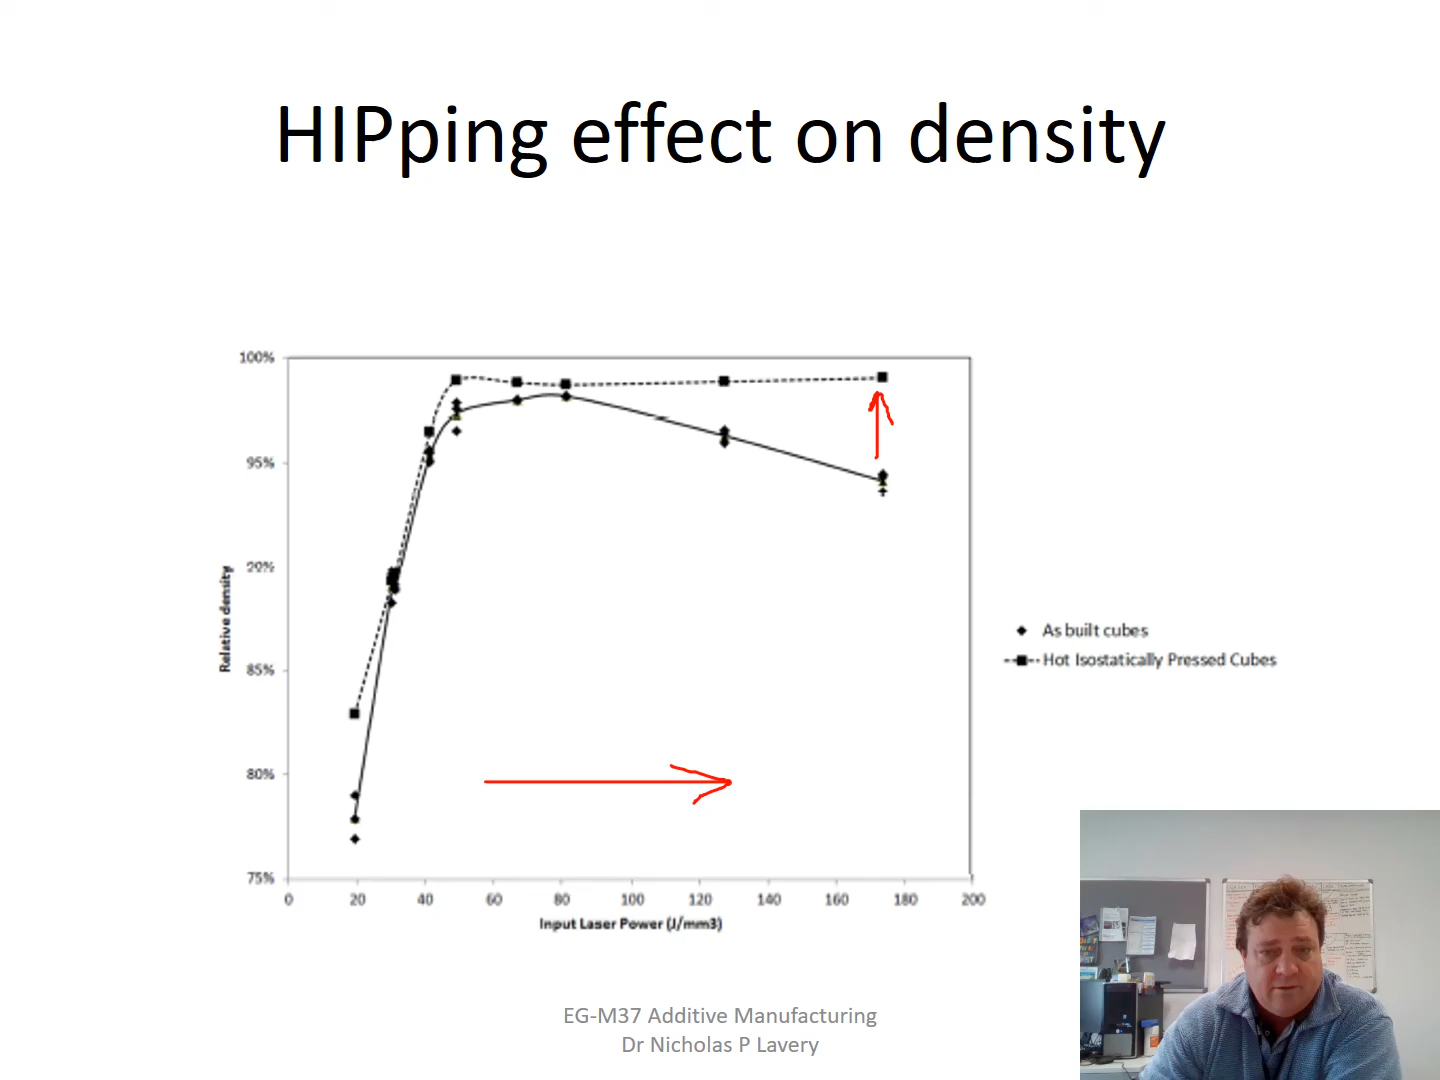 HIPping effect on density
100%
95%
90%
85%
80%
75%
Relative density
0 20 40 60 80 100 120 140 160 180 200
Input Laser Power (J/mm3)
As built cubes
Hot Isostatically Pressed Cubes
EG-M37 Additive Manufacturing
Dr Nicholas P Lavery